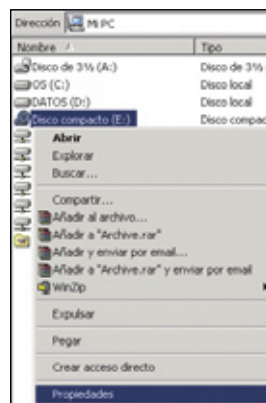 Dirección Mi PC
Nombre Tipo
Disco de 3½ (A:) Disco de 3½
OS (C:) Disco local
DATOS (D:) Disco local
Disco compacto (E:) Disco compac
Abrir
Explorar
Buscar...
Compartir...
Añadir al archivo...
Añadir a "Archive.rar"
Añadir y enviar por email...
Añadir a "Archive.rar" y enviar por email
WinZip
Expulsar
Pegar
Crear acceso directo
Propiedades